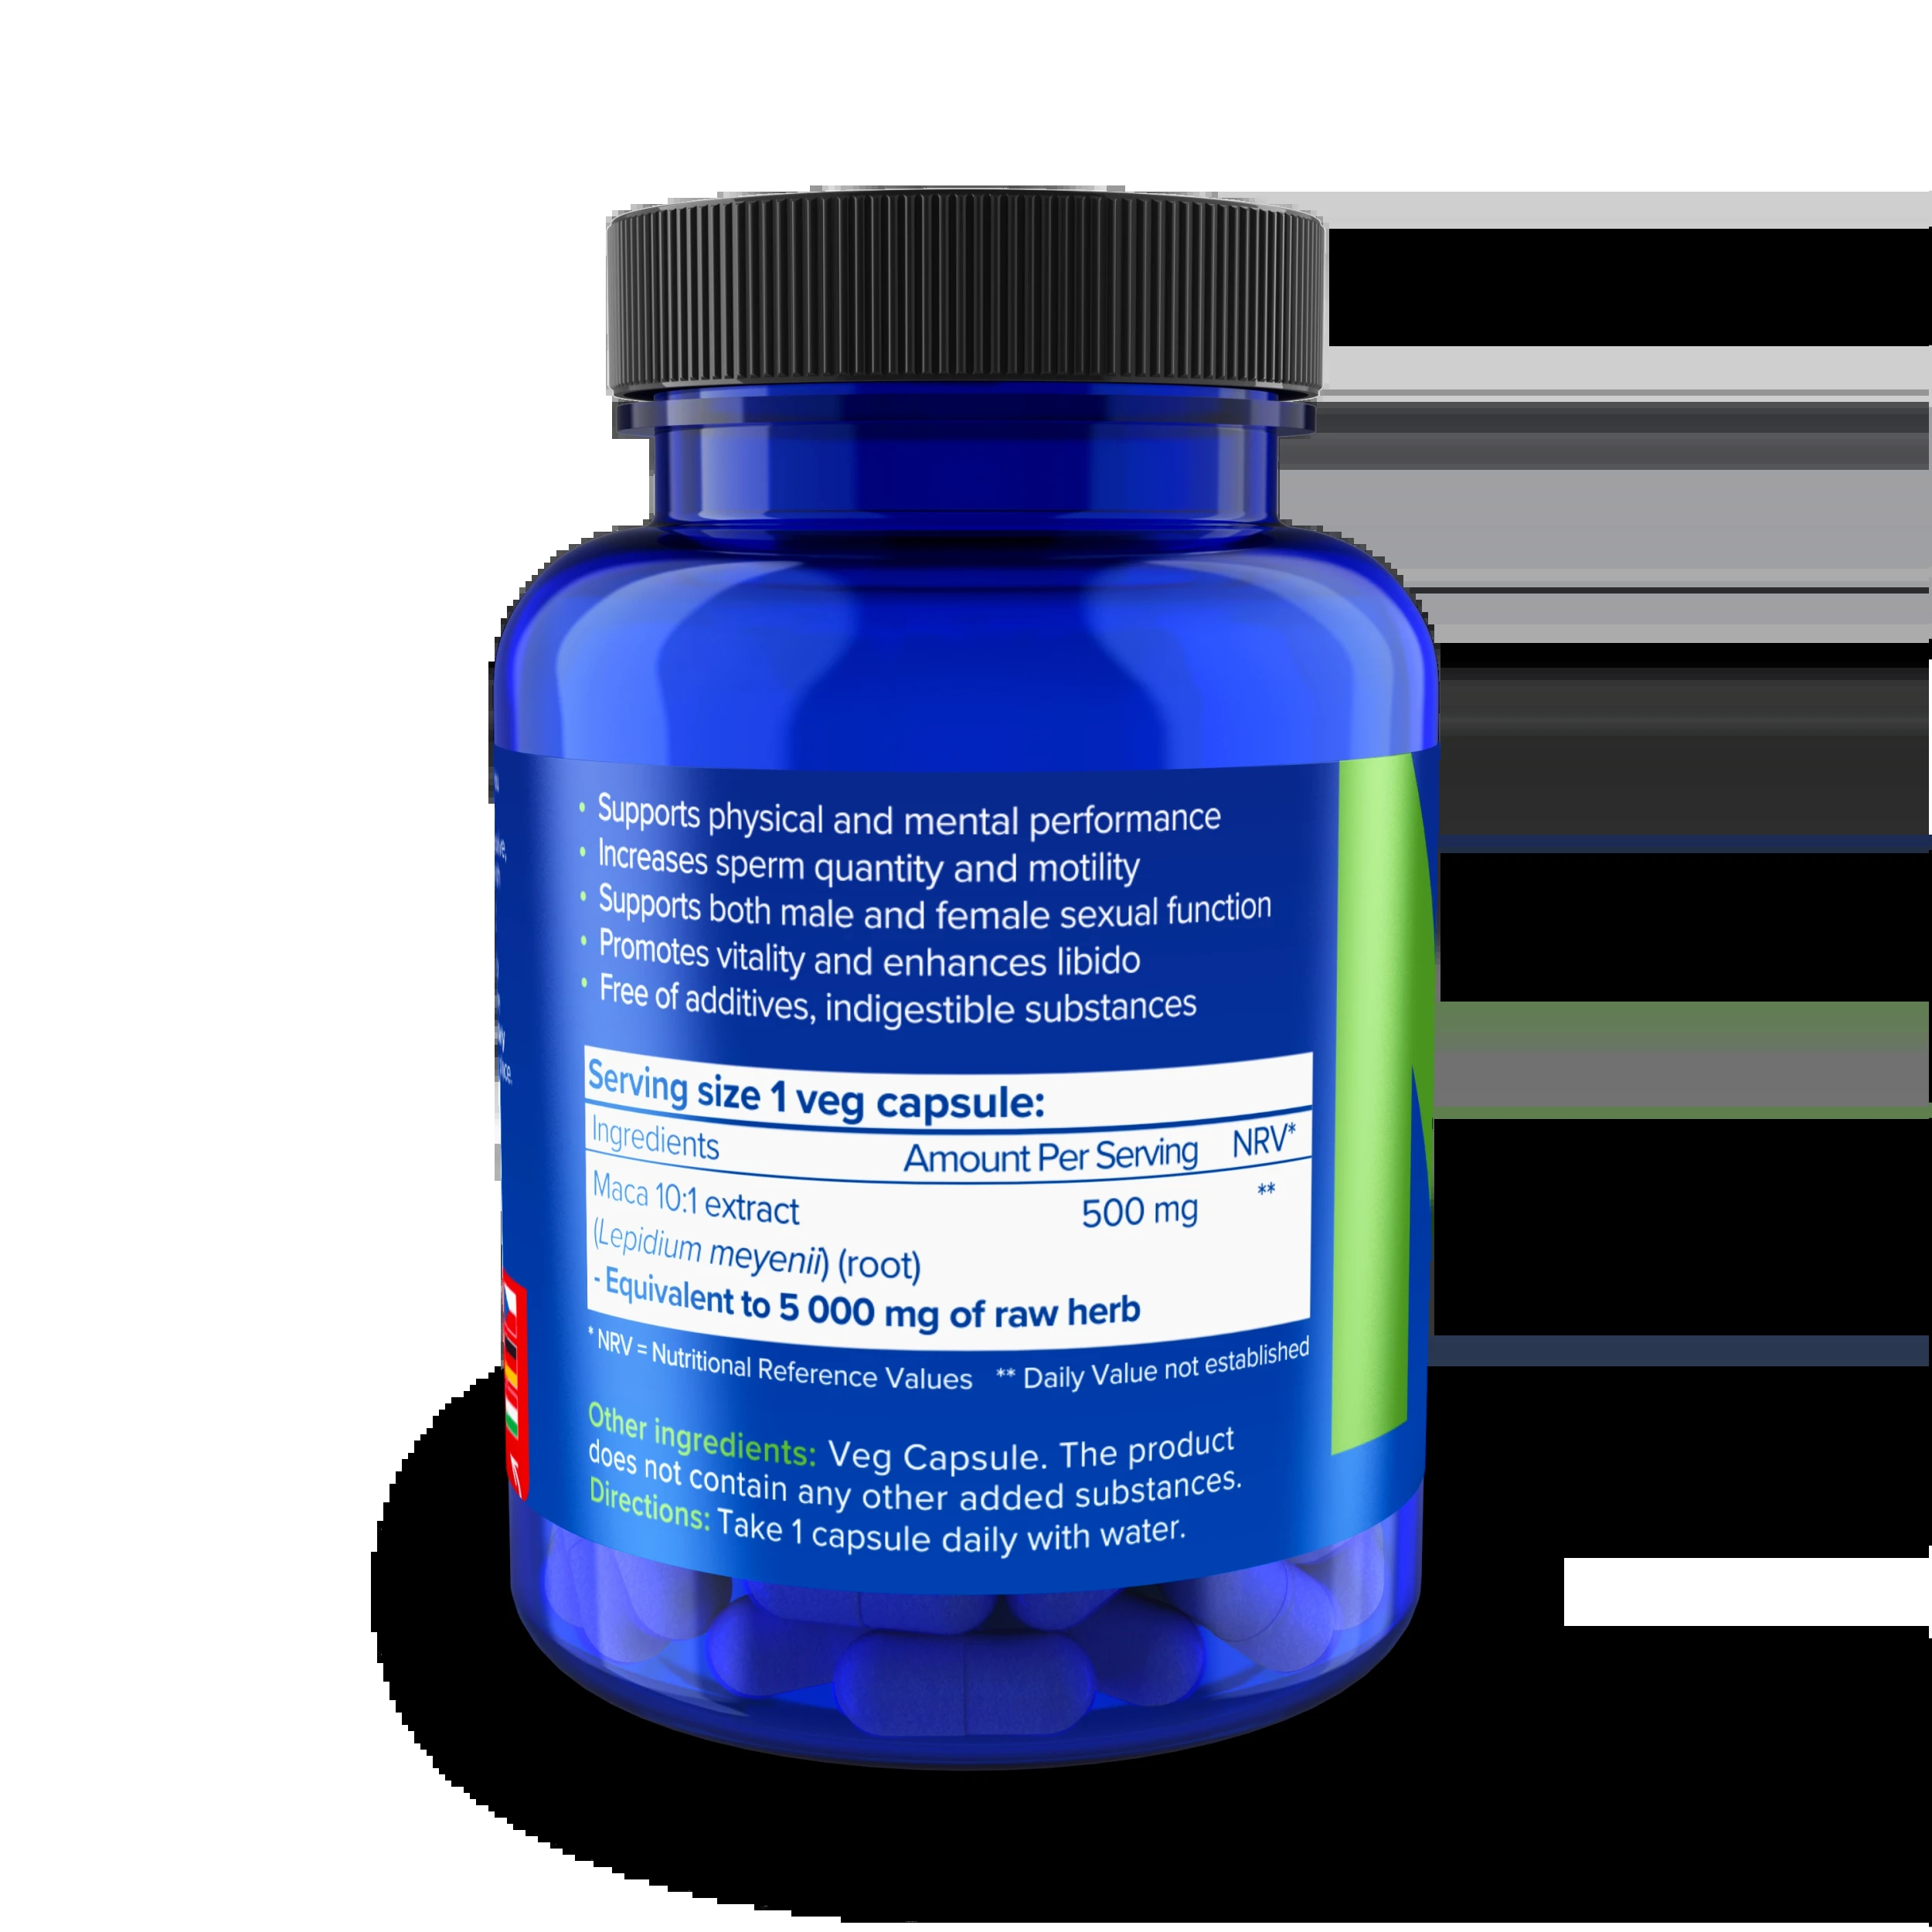 • Supports physical and mental performance
• Increases sperm quantity and motility
• Supports both male and female sexual function
• Promotes vitality and enhances libido
• Free of additives, indigestible substances
Serving size 1 veg capsule:
Ingredients Amount Per Serving NRV*
Maca 10:1 extract 500 mg **
(Lepidium meyenii) (root)
- Equivalent to 5 000 mg of raw herb
* NRV = Nutritional Reference Values ** Daily Value not established
Other ingredients: Veg Capsule. The product
does not contain any other added substances.
Directions: Take 1 capsule daily with water.